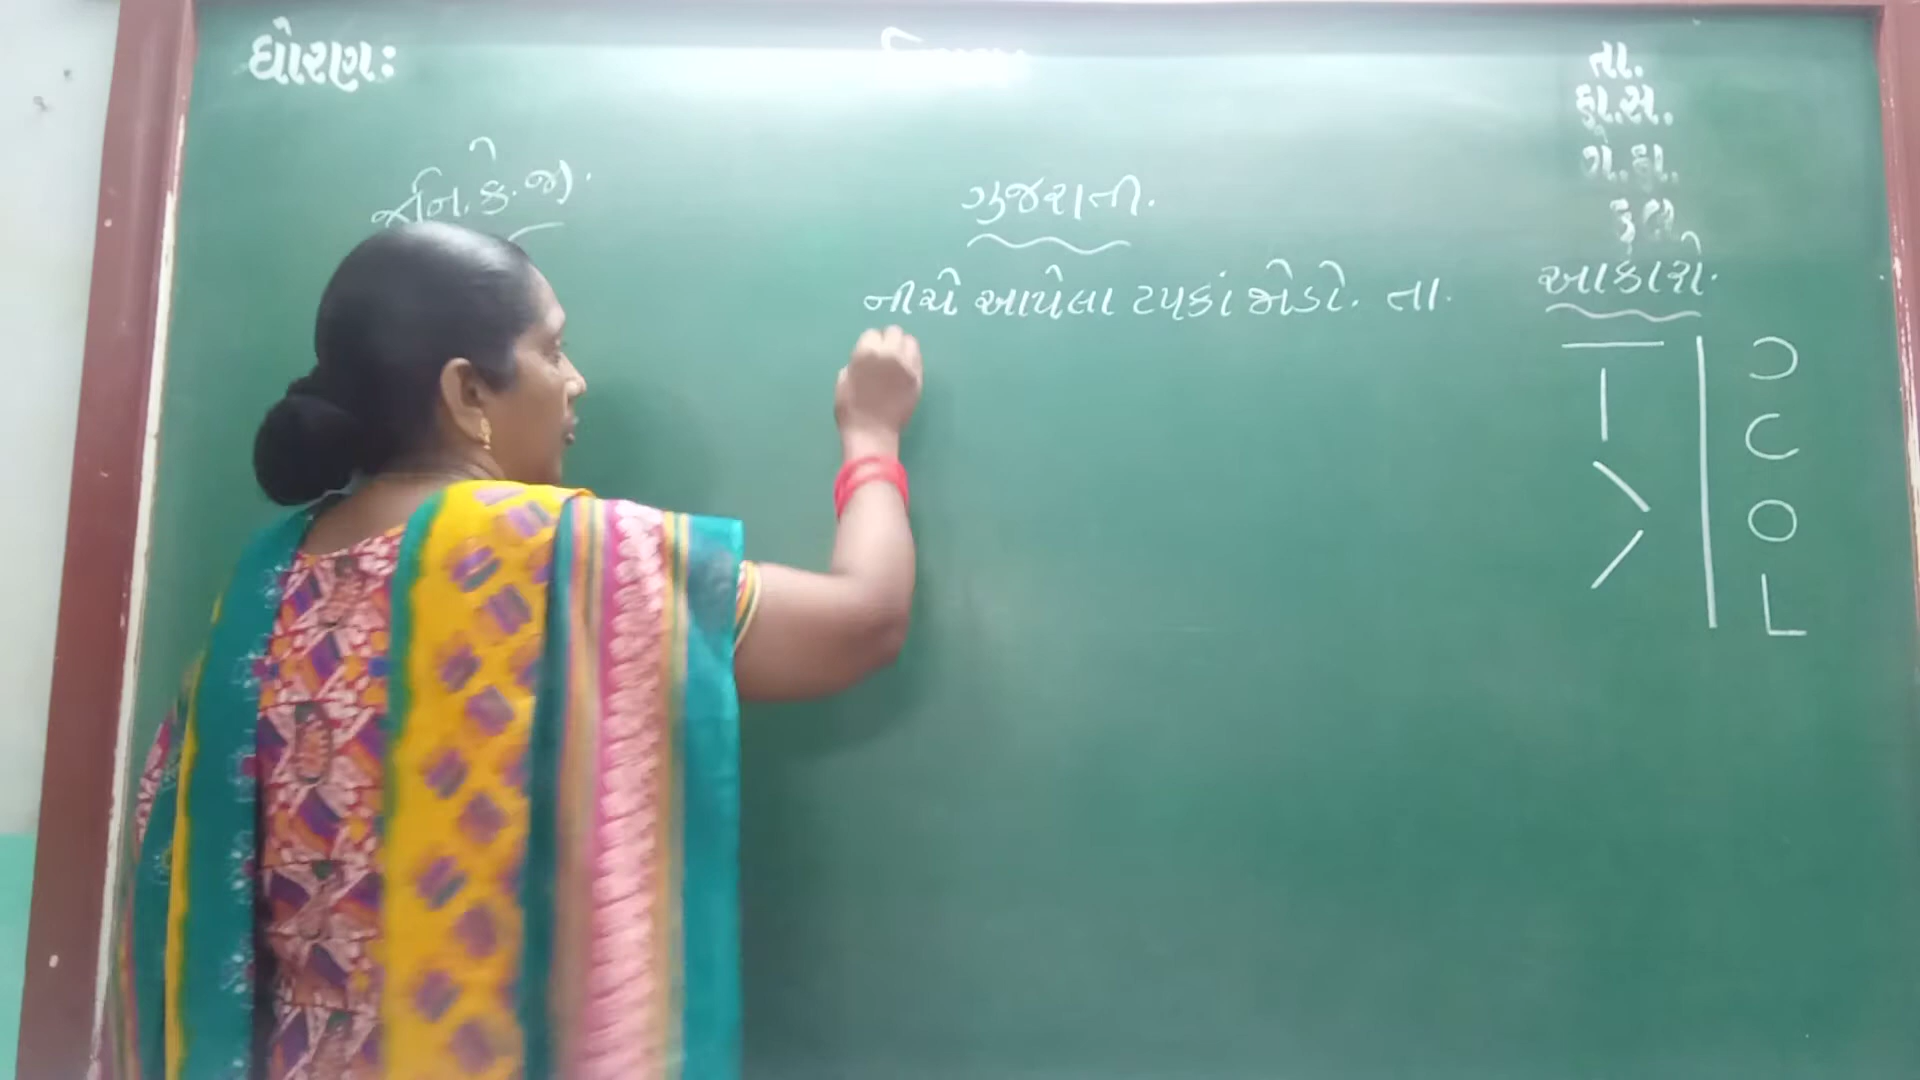 ધોરણઃ
તા.
હા.સ.
ગે.હા.
કુલ
જુનિ.કે.જી.
ગુજરાતી.
નીચે આપેલા ટપકાં જોડો. તા.
આકારો.